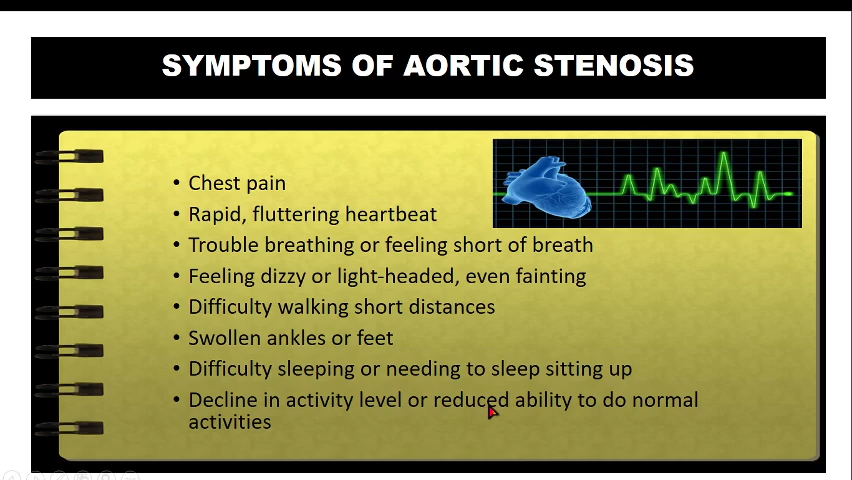 SYMPTOMS OF AORTIC STENOSIS
• Chest pain
• Rapid, fluttering heartbeat
• Trouble breathing or feeling short of breath
• Feeling dizzy or light-headed, even fainting
• Difficulty walking short distances
• Swollen ankles or feet
• Difficulty sleeping or needing to sleep sitting up
• Decline in activity level or reduced ability to do normal
activities